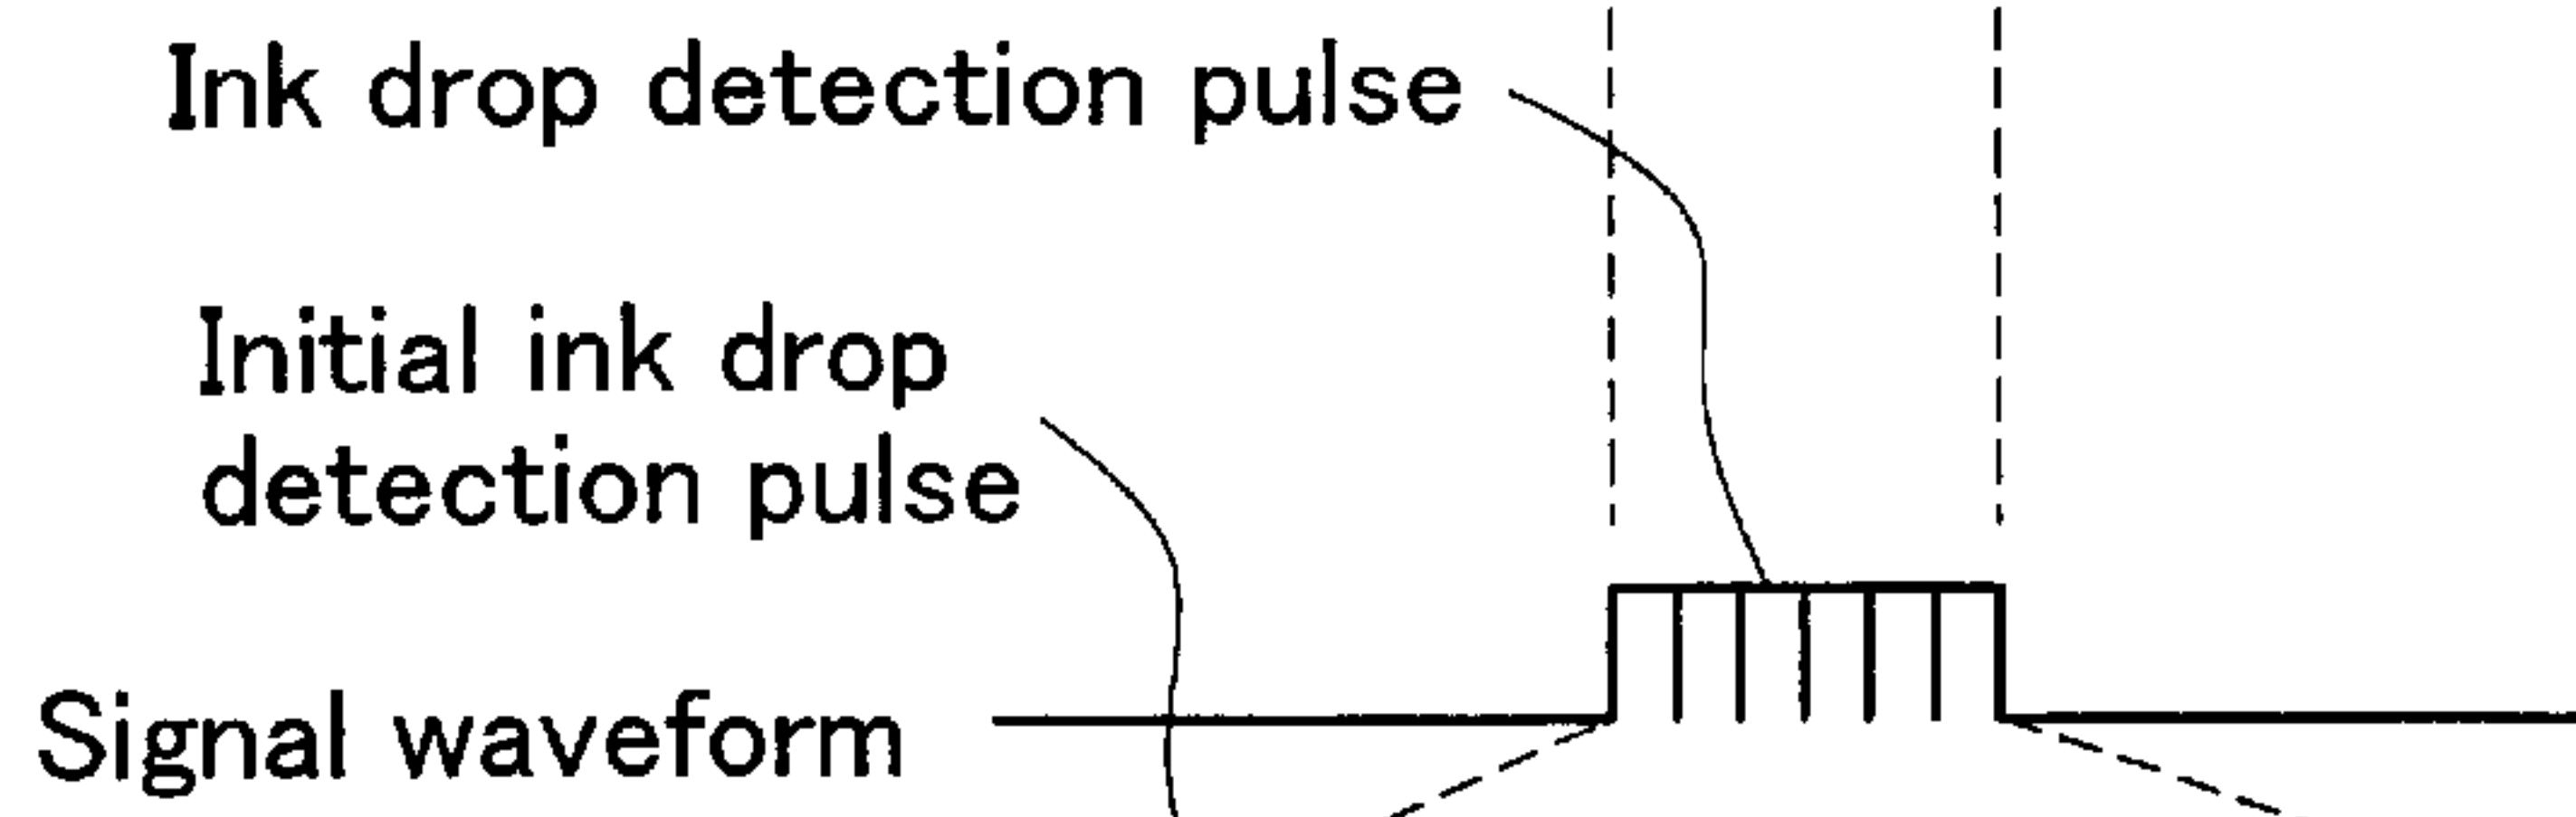 Ink drop detection pulse
Initial ink drop
detection pulse
Signal waveform